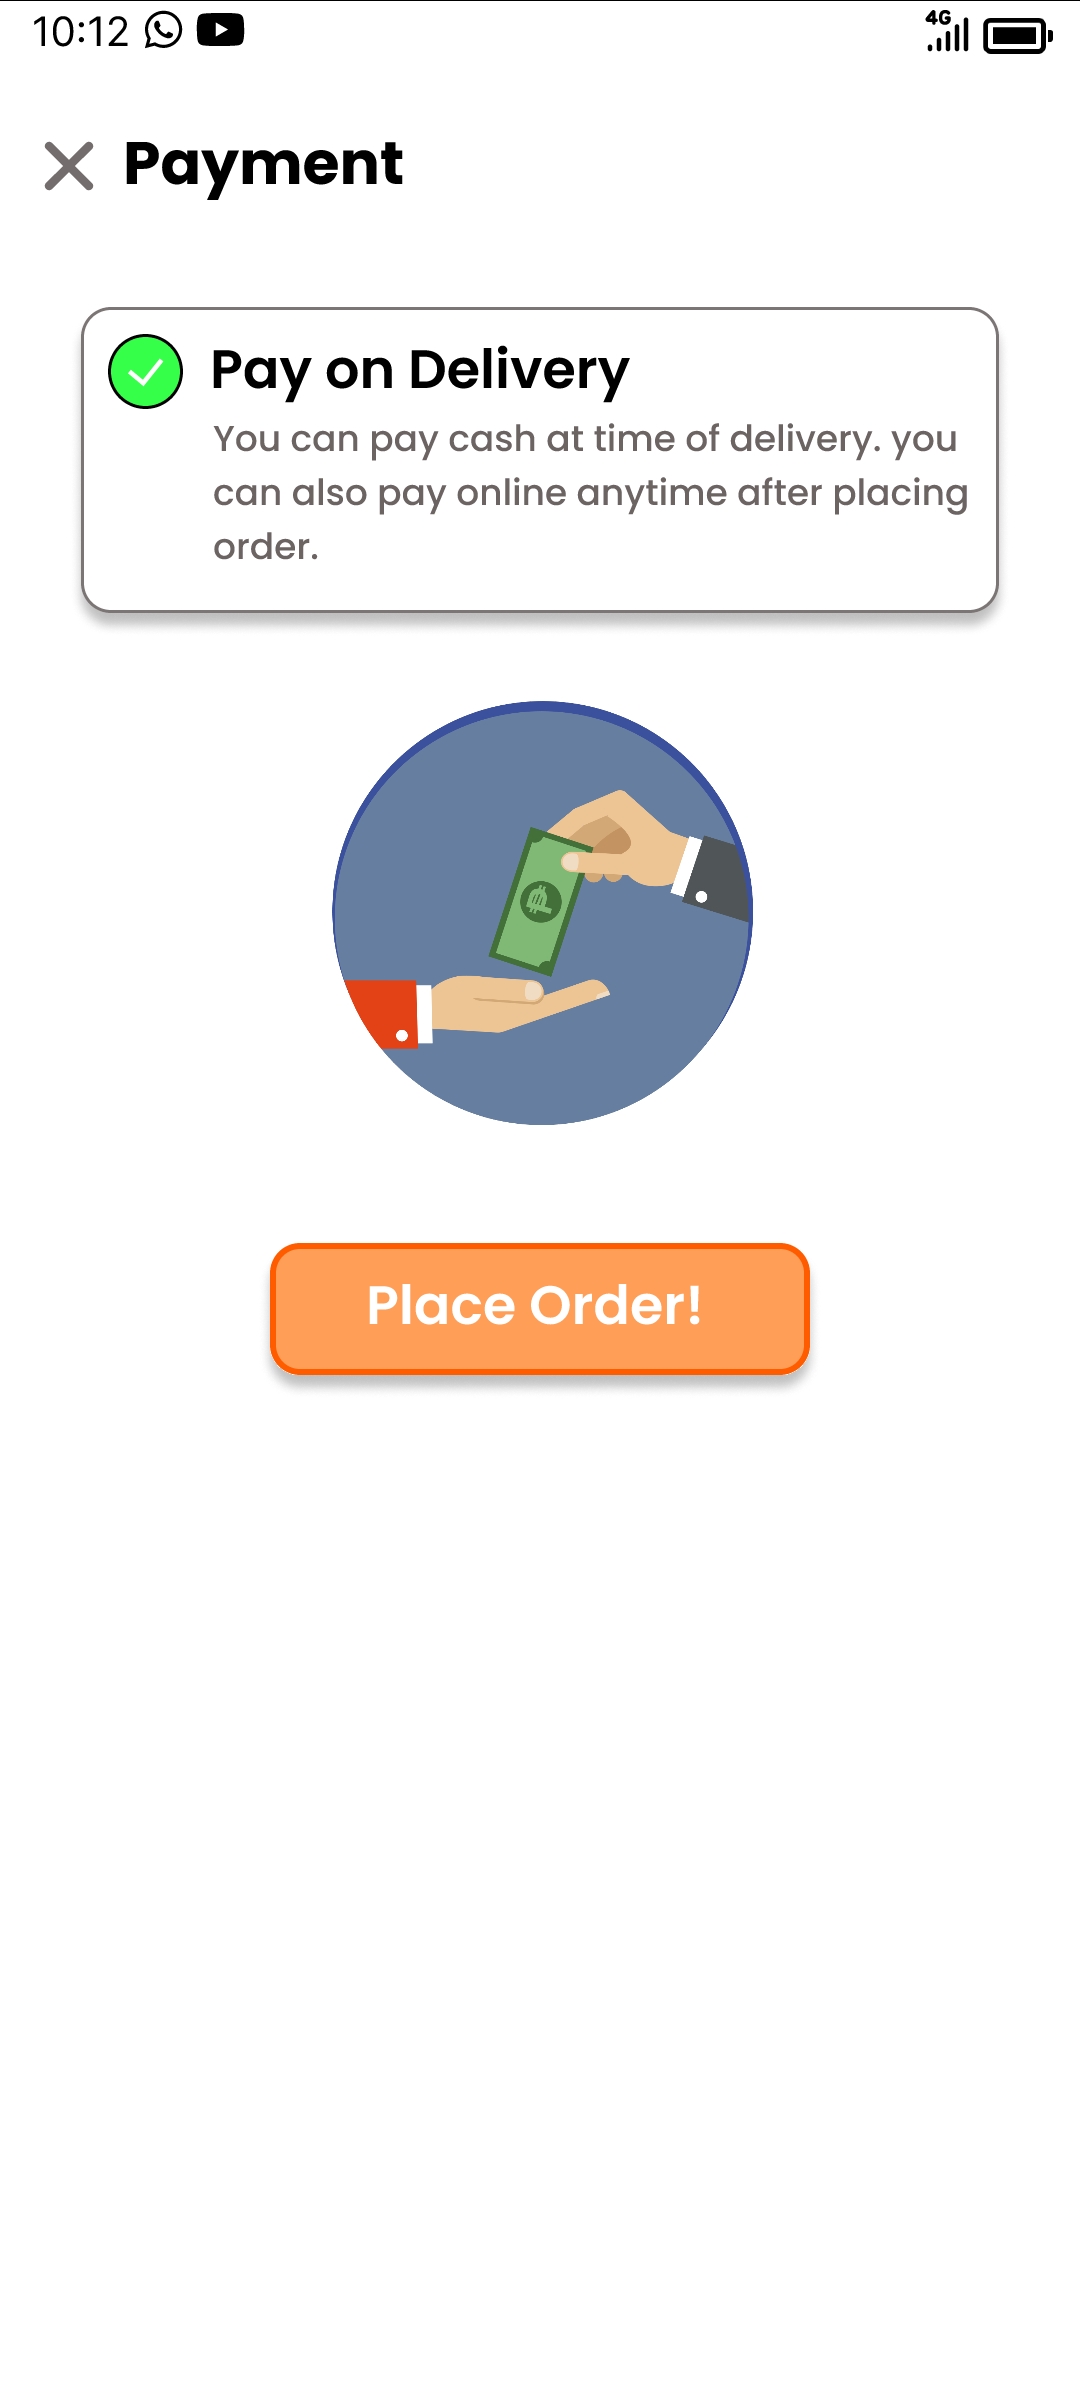 10:12
4G
Payment
Pay on Delivery
You can pay cash at time of delivery. you
can also pay online anytime after placing
order.
Place Order!